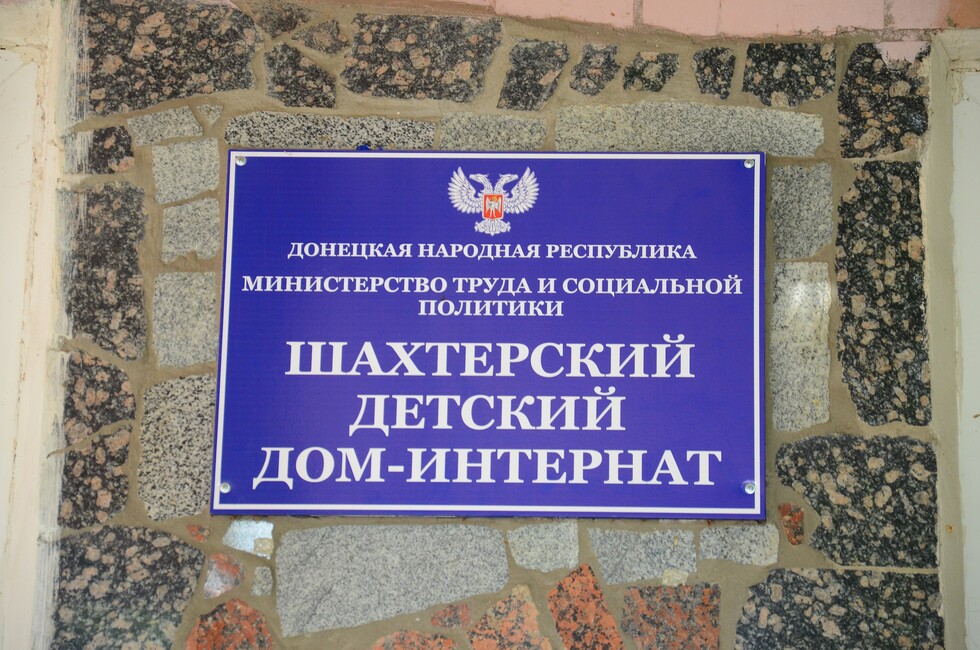 ДОНЕЦКАЯ НАРОДНАЯ РЕСПУБЛИКА
МИНИСТЕРСТВО ТРУДА И СОЦИАЛЬНОЙ
ПОЛИТИКИ
ШАХТЕРСКИЙ
ДЕТСКИЙ
ДОМ-ИНТЕРНАТ